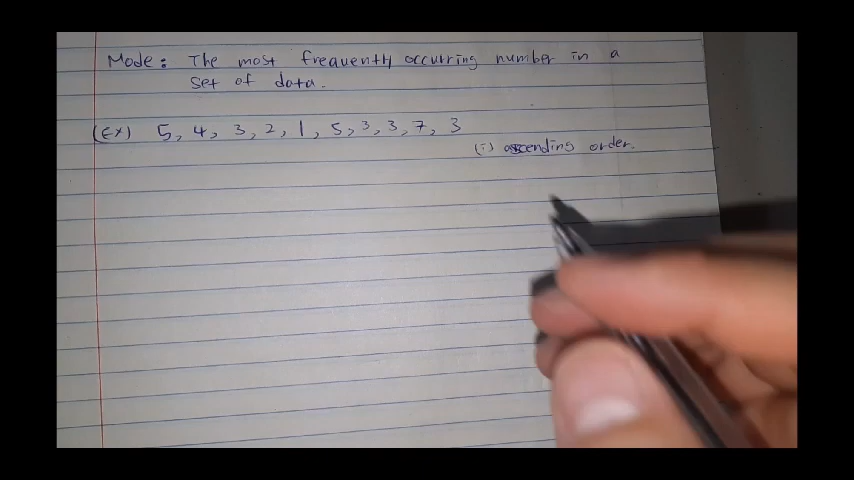 Mode: The most frequently occurring number in a
set of data.
(Ex) 5, 4, 3, 2, 1, 5, 3, 3, 7, 3
(i) ascending order.